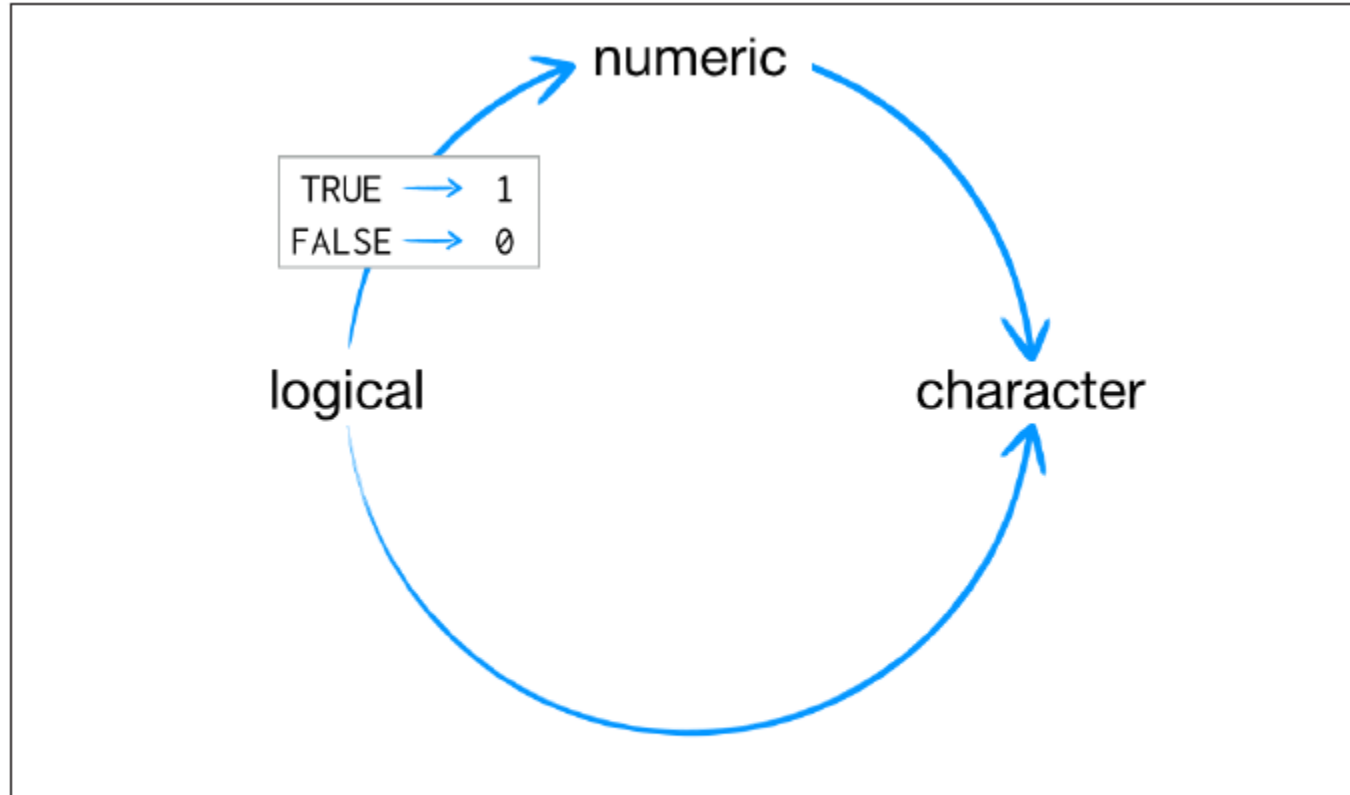 numeric
TRUE → 1
FALSE → 0
logical
character